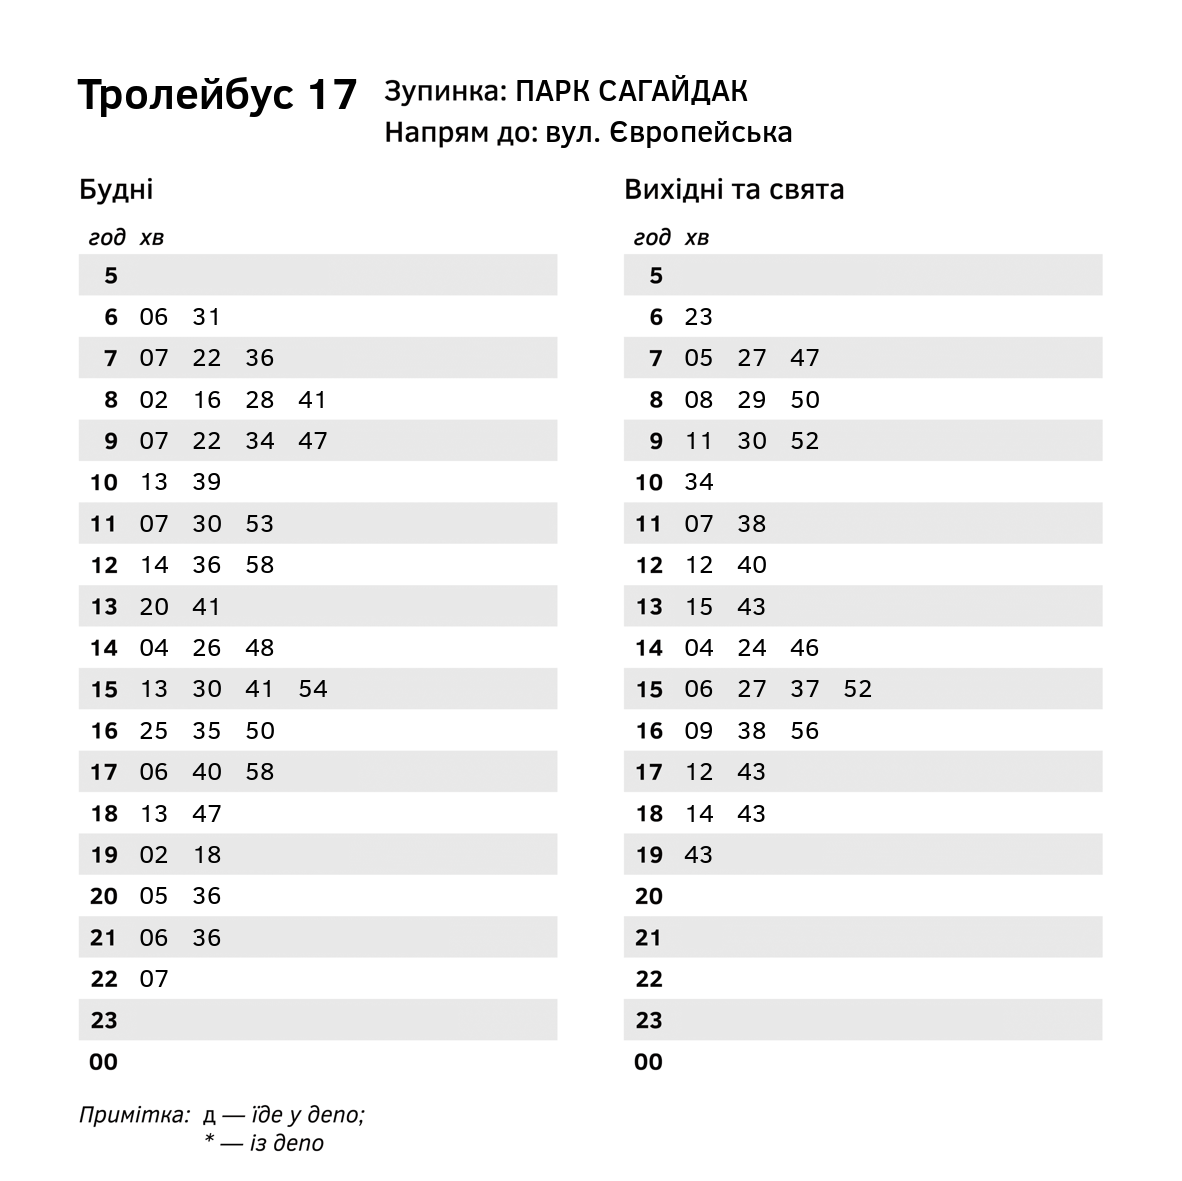 Тролейбус 17
Зупинка: ПАРК САГАЙДАК
Напрям до: вул. Європейська
Будні
год хв
5
6 06 31
7 07 22 36
8 02 16 28 41
9 07 22 34 47
10 13 39
11 07 30 53
12 14 36 58
13 20 41
14 04 26 48
15 13 30 41 54
16 25 35 50
17 06 40 58
18 13 47
19 02 18
20 05 36
21 06 36
22 07
23
00
Вихідні та свята
год хв
5
6 23
7 05 27 47
8 08 29 50
9 11 30 52
10 34
11 07 38
12 12 40
13 15 43
14 04 24 46
15 06 27 37 52
16 09 38 56
17 12 43
18 14 43
19 43
20
21
22
23
00
Примітка: д — їде у депо;
* — із депо